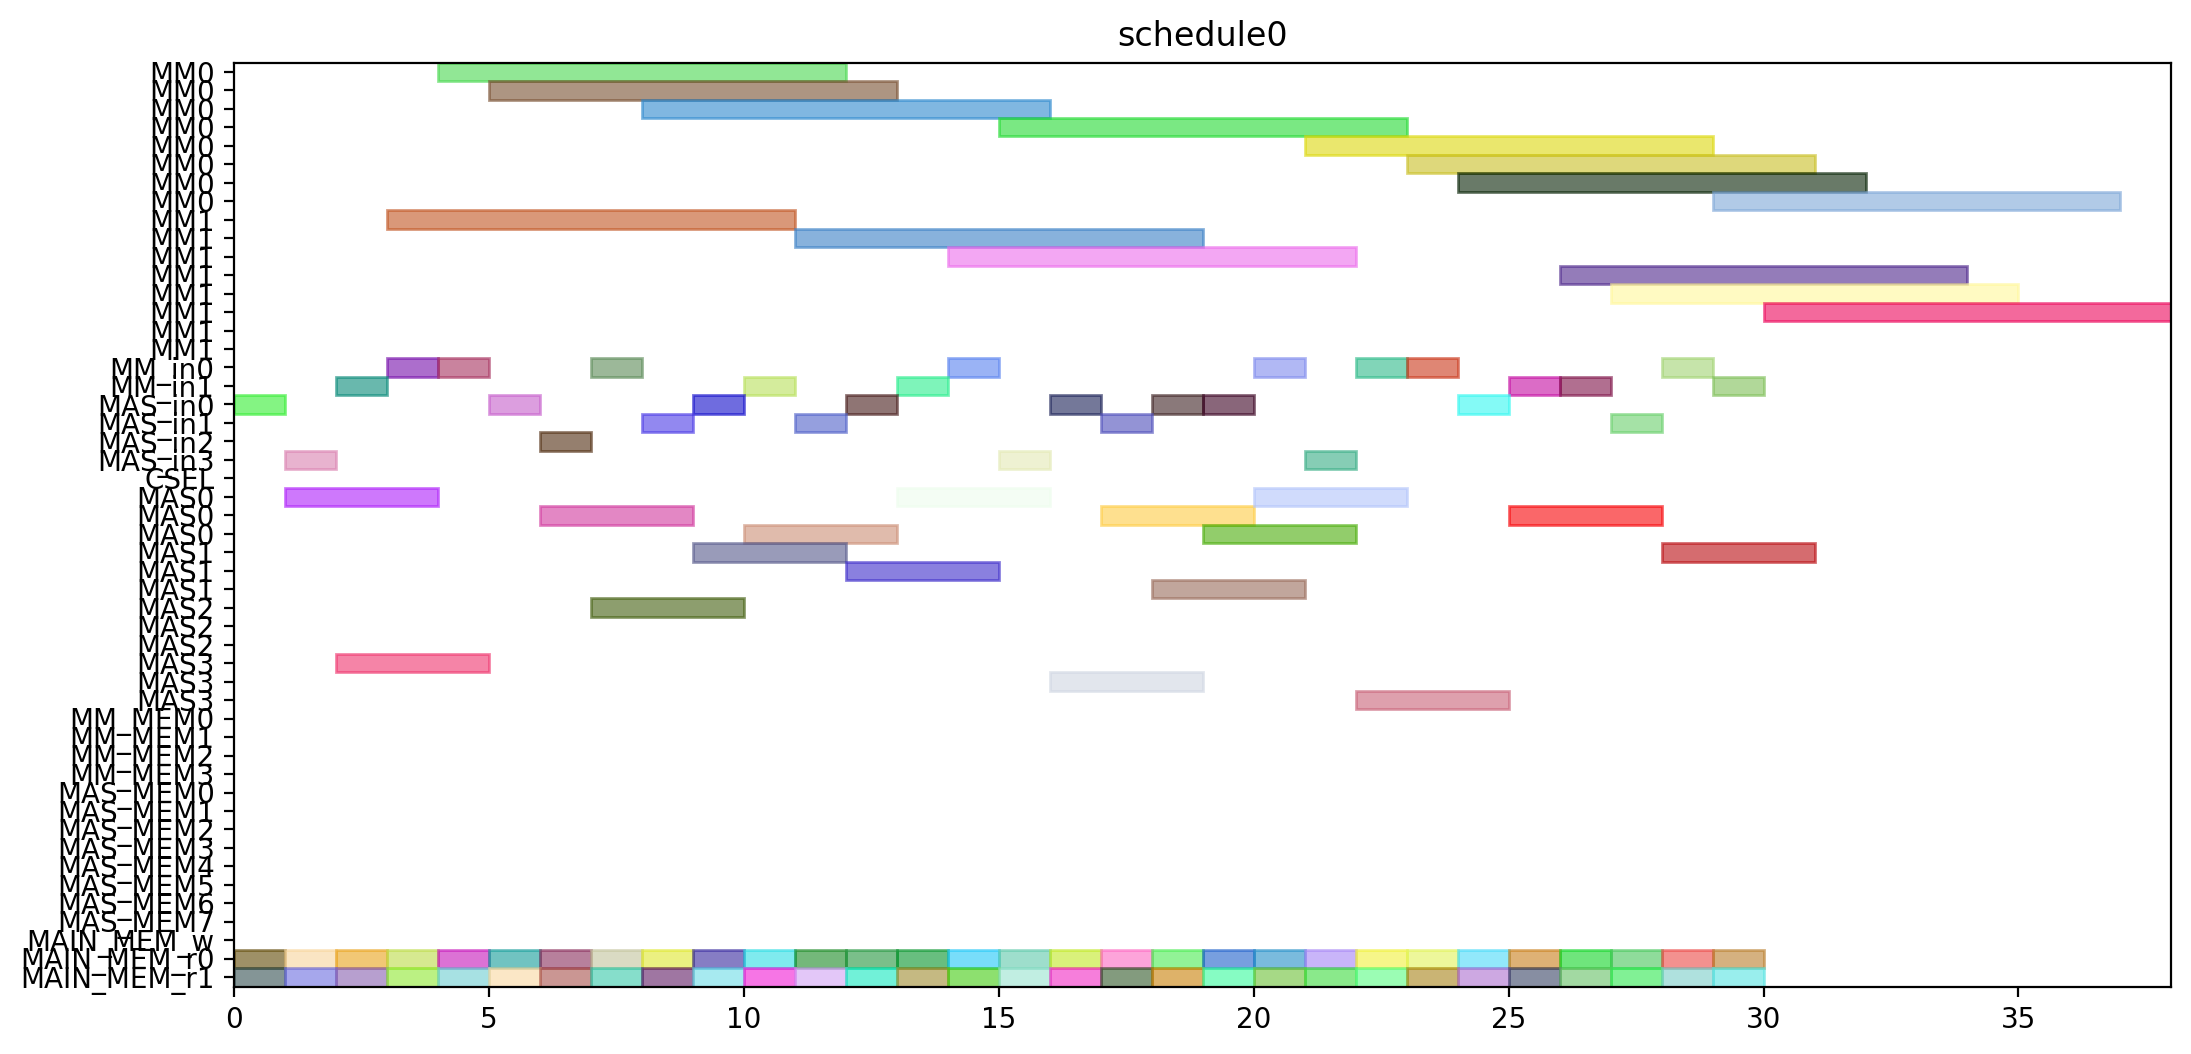 schedule0
MM0
MM0
MM0
MM0
MM0
MM0
MM0
MM0
MM1
MM1
MM1
MM1
MM1
MM1
MM1
MM1
MM_in0
MM_in1
MAS_in0
MAS_in1
MAS_in2
MAS_in3
CSEL
MAS0
MAS0
MAS0
MAS1
MAS1
MAS1
MAS2
MAS2
MAS2
MAS3
MAS3
MAS3
MM_MEM0
MM_MEM1
MM_MEM2
MM_MEM3
MAS_MEM0
MAS_MEM1
MAS_MEM2
MAS_MEM3
MAS_MEM4
MAS_MEM5
MAS_MEM6
MAS_MEM7
MAIN_MEM_w
MAIN_MEM_r0
MAIN_MEM_r1
0 5 10 15 20 25 30 35